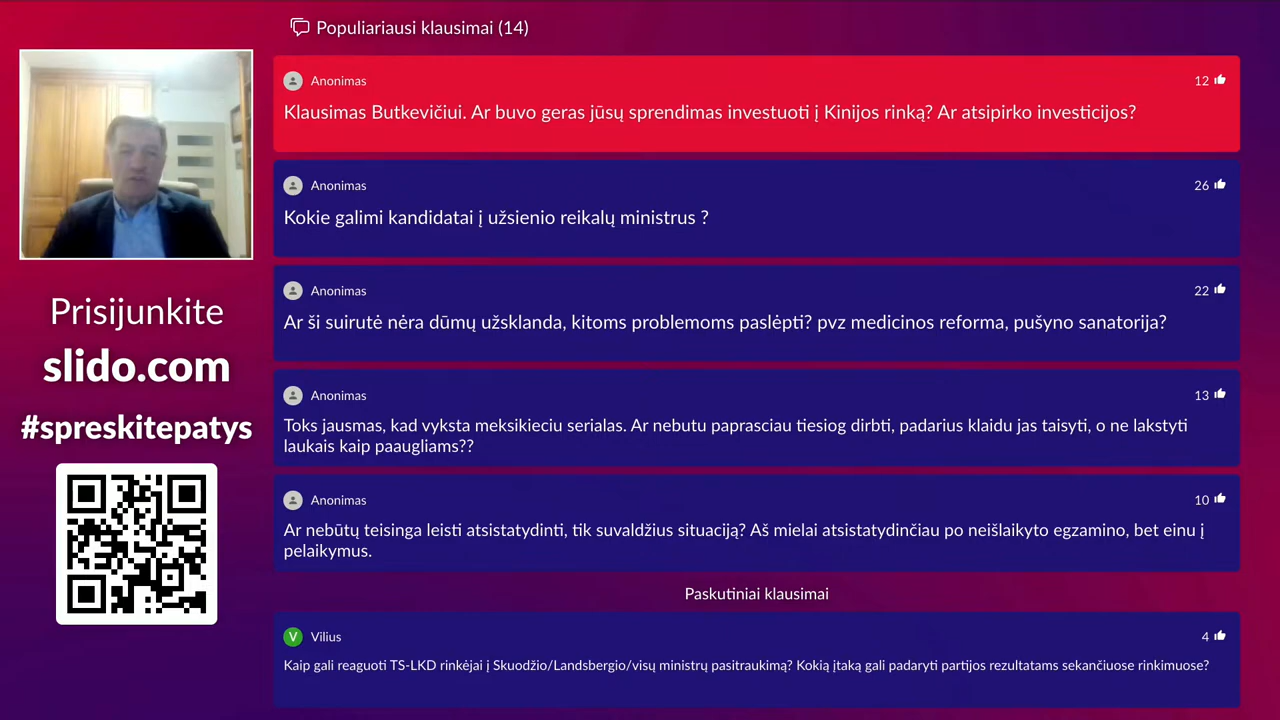 Populiariausi klausimai (14)
Anonimas
12
Klausimas Butkevičiui. Ar buvo geras jūsų sprendimas investuoti į Kinijos rinką? Ar atsipirko investicijos?
Anonimas
26
Kokie galimi kandidatai į užsienio reikalų ministrus ?
Anonimas
22
Ar ši suirutė nėra dūmų užsklanda, kitoms problemoms paslėpti? pvz medicinos reforma, pušyno sanatorija?
Anonimas
13
Toks jausmas, kad vyksta meksikieciu serialas. Ar nebutu paprasciau tiesiog dirbti, padarius klaidu jas taisyti, o ne lakstyti
laukais kaip paaugliams??
Anonimas
10
Ar nebūtų teisinga leisti atsistatydinti, tik suvaldžius situaciją? Aš mielai atsistatydinčiau po neišlaikyto egzamino, bet einu į
pelaikymus.
Paskutiniai klausimai
V
Vilius
4
Kaip gali reaguoti TS-LKD rinkėjai į Skuodžio/Landsbergio/visų ministrų pasitraukimą? Kokią įtaką gali padaryti partijos rezultatams sekančiuose rinkimuose?
Prisijunkite
slido.com
#spreskitepatys